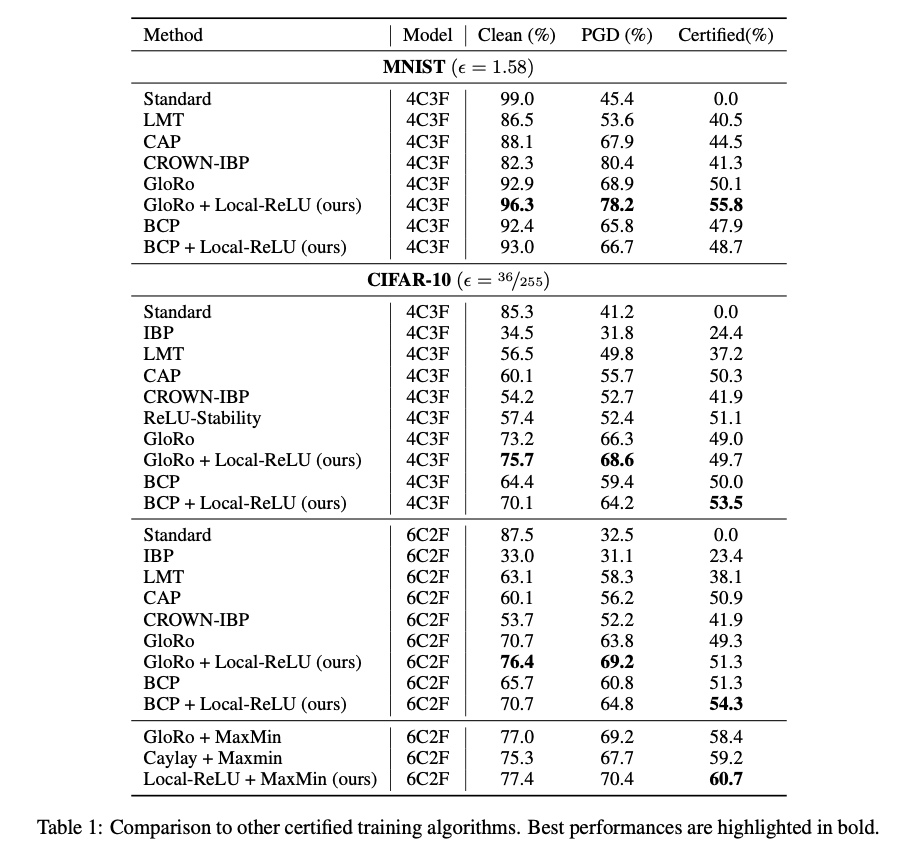 Method Model Clean (%) PGD (%) Certified(%)
MNIST (ϵ = 1.58)
Standard 4C3F 99.0 45.4 0.0
LMT 4C3F 86.5 53.6 40.5
CAP 4C3F 88.1 67.9 44.5
CROWN-IBP 4C3F 82.3 80.4 41.3
GloRo 4C3F 92.9 68.9 50.1
GloRo + Local-ReLU (ours) 4C3F 96.3 78.2 55.8
BCP 4C3F 92.4 65.8 47.9
BCP + Local-ReLU (ours) 4C3F 93.0 66.7 48.7
CIFAR-10 (ϵ = 36/255)
Standard 4C3F 85.3 41.2 0.0
IBP 4C3F 34.5 31.8 24.4
LMT 4C3F 56.5 49.8 37.2
CAP 4C3F 60.1 55.7 50.3
CROWN-IBP 4C3F 54.2 52.7 41.9
ReLU-Stability 4C3F 57.4 52.4 51.1
GloRo 4C3F 73.2 66.3 49.0
GloRo + Local-ReLU (ours) 4C3F 75.7 68.6 49.7
BCP 4C3F 64.4 59.4 50.0
BCP + Local-ReLU (ours) 4C3F 70.1 64.2 53.5
Standard 6C2F 87.5 32.5 0.0
IBP 6C2F 33.0 31.1 23.4
LMT 6C2F 63.1 58.3 38.1
CAP 6C2F 60.1 56.2 50.9
CROWN-IBP 6C2F 53.7 52.2 41.9
GloRo 6C2F 70.7 63.8 49.3
GloRo + Local-ReLU (ours) 6C2F 76.4 69.2 51.3
BCP 6C2F 65.7 60.8 51.3
BCP + Local-ReLU (ours) 6C2F 70.7 64.8 54.3
GloRo + MaxMin 6C2F 77.0 69.2 58.4
Caylay + Maxmin 6C2F 75.3 67.7 59.2
Local-ReLU + MaxMin (ours) 6C2F 77.4 70.4 60.7
Table 1: Comparison to other certified training algorithms. Best performances are highlighted in bold.